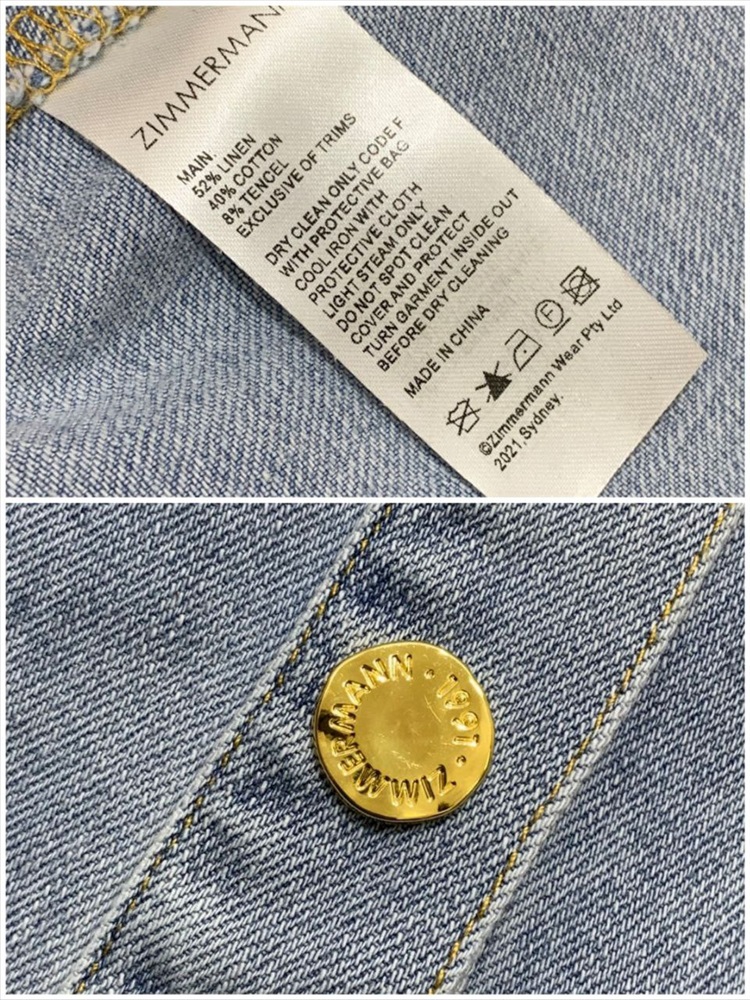 ZIMMERMANN
MAIN.
52% LINEN
40% COTTON
8% TENCEL
EXCLUSIVE OF TRIMS
DRY CLEAN ONLY CODE F
WITH PROTECTIVE BAG
COOL IRON WITH
PROTECTIVE CLOTH
LIGHT STEAM ONLY
DO NOT SPOT CLEAN
COVER AND PROTECT
TURN GARMENT INSIDE OUT
BEFORE DRY CLEANING
MADE IN CHINA
F
©Zimmermann Wear Pty Ltd
2021,Sydney.
ZIMMERMANN · 1991 ·